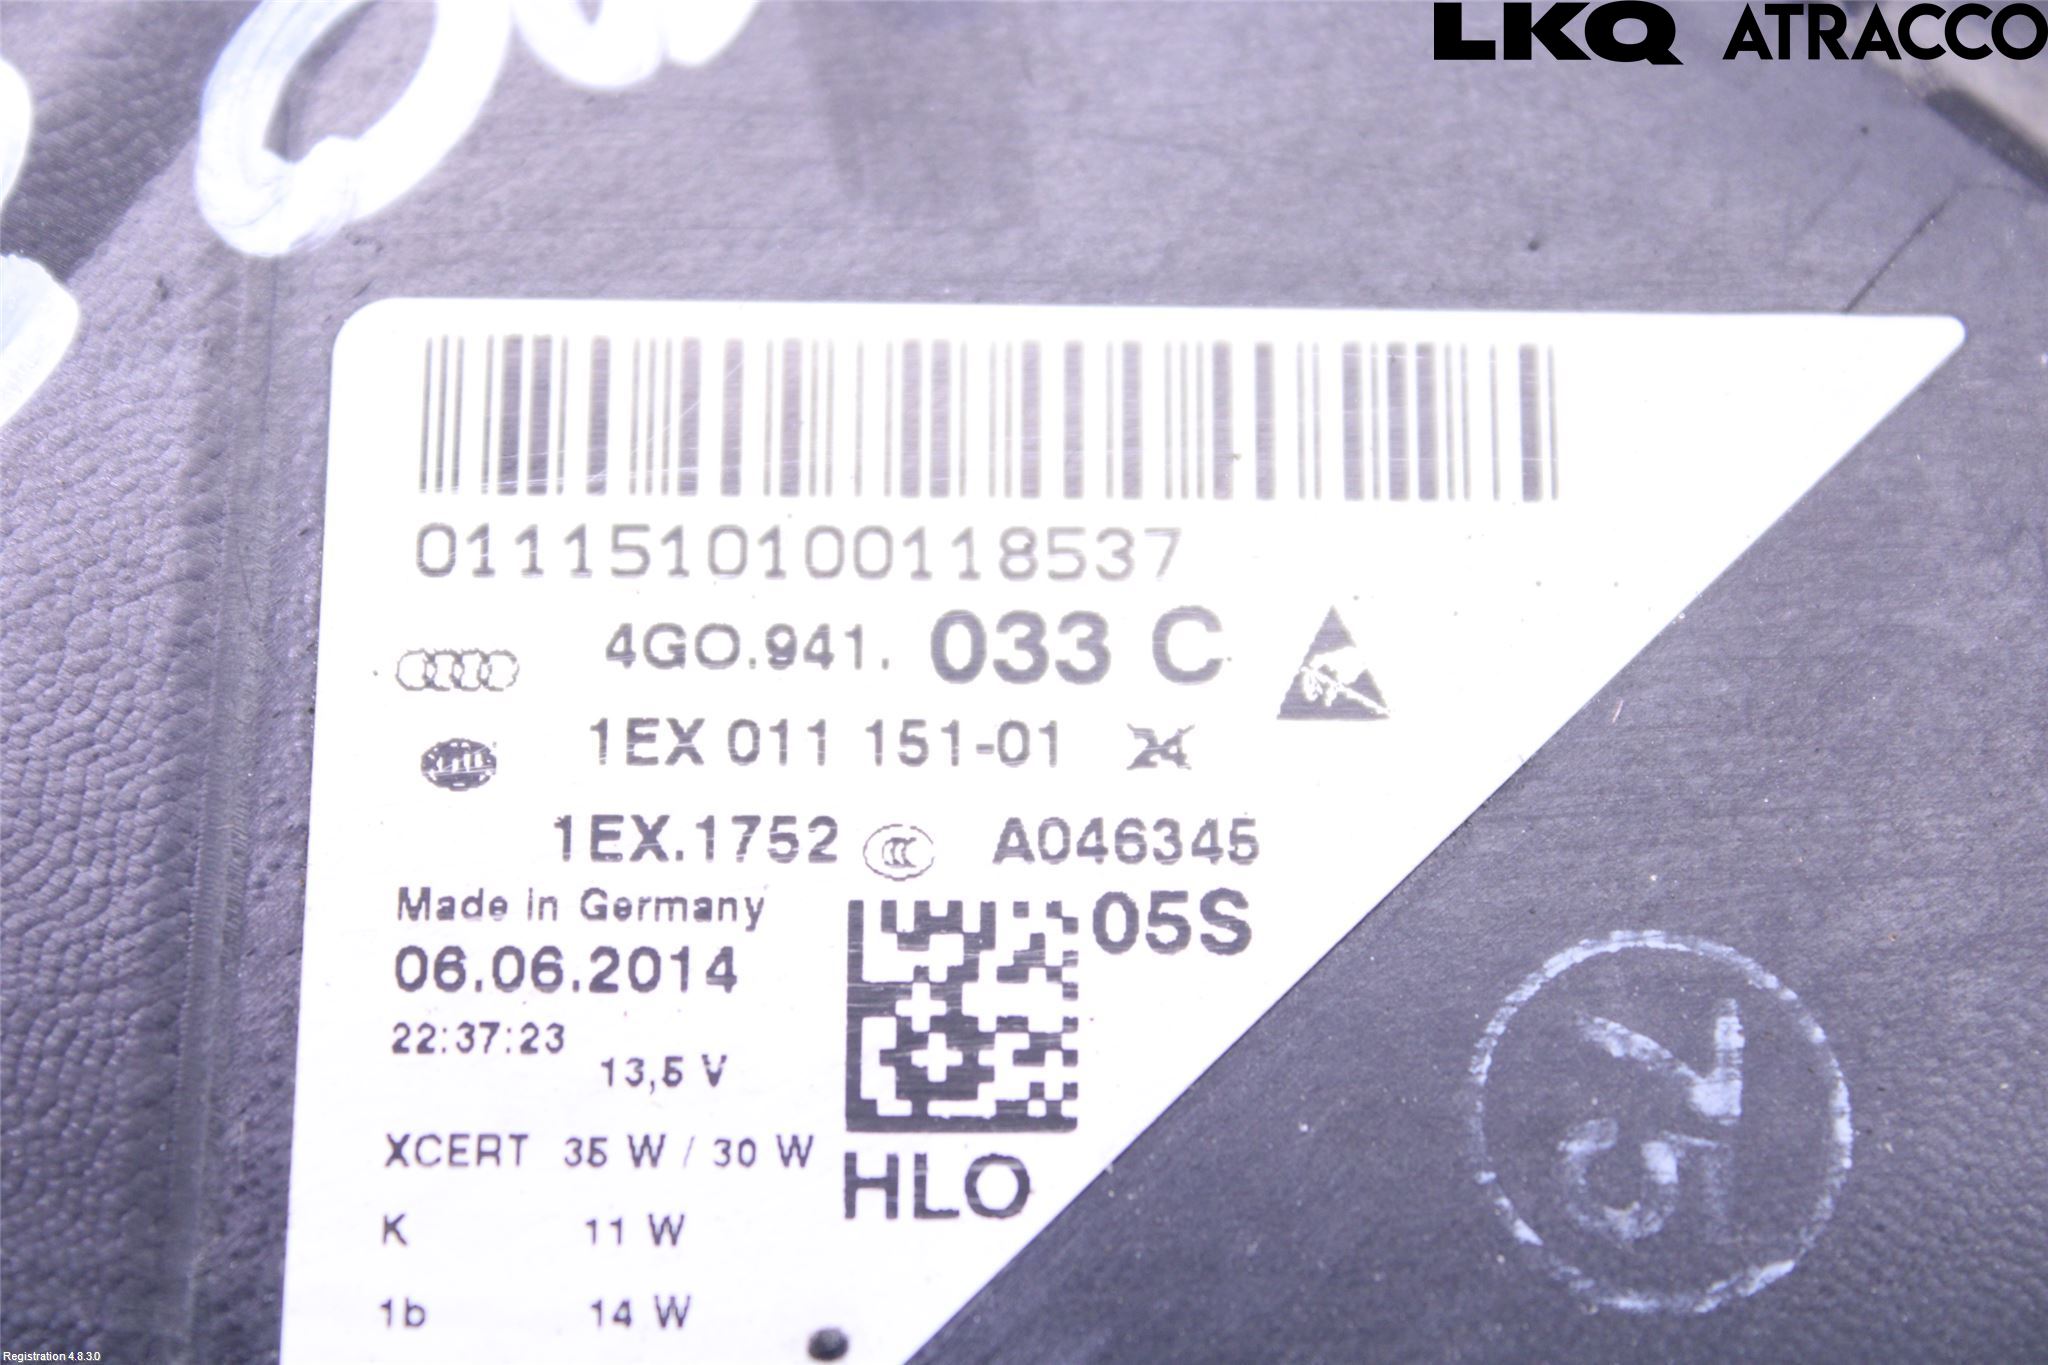 LKQ ATRACCO
0111510100118537
4GO.941. 033 C
1EX 011 151-01
1EX.1752 CCC A046345
Made in Germany 05S
06.06.2014
22:37:23
13,5 V
XCERT 35 W / 30 W
HLO
K 11 W
1b 14 W
Registration 4.8.3.0